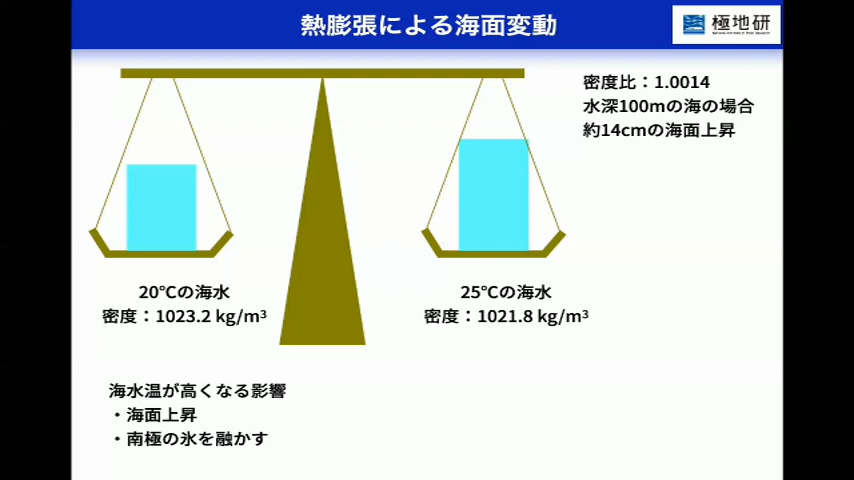 熱膨張による海面変動
極地研
密度比：1.0014
水深100mの海の場合
約14cmの海面上昇
20℃の海水
密度：1023.2 kg/m³
25℃の海水
密度：1021.8 kg/m³
海水温が高くなる影響
・海面上昇
・南極の氷を融かす